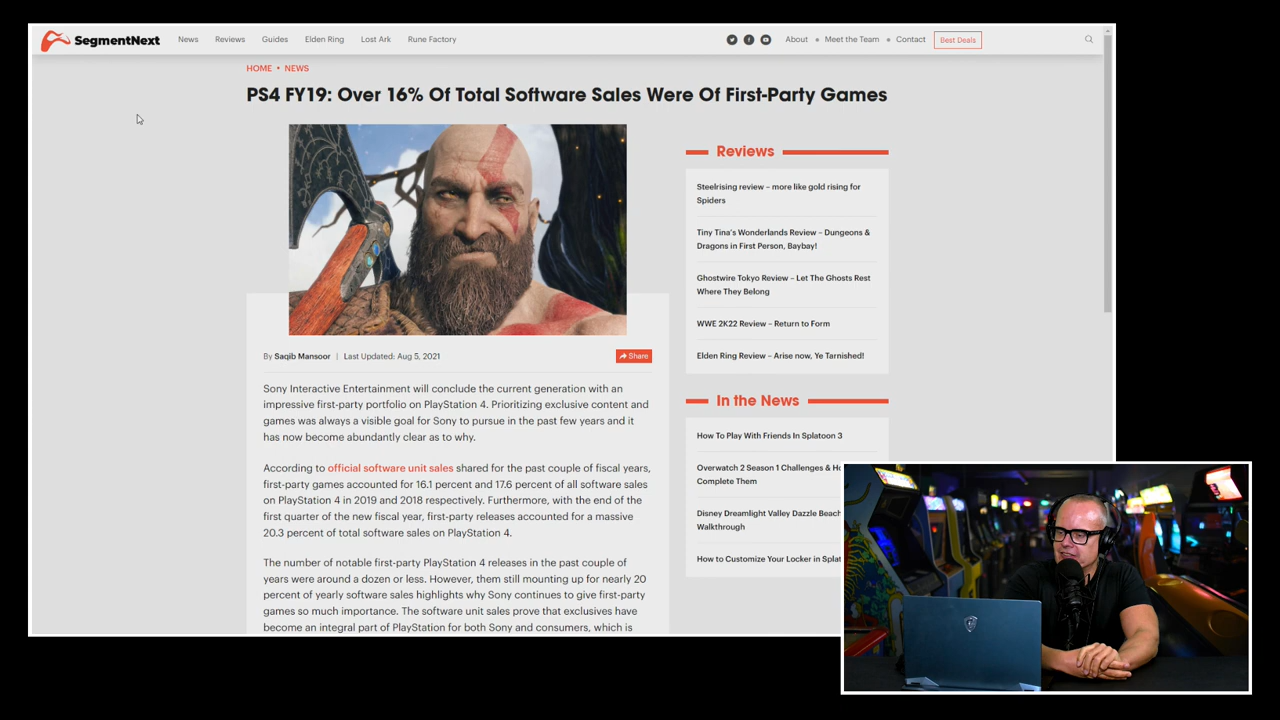 SegmentNext
News Reviews Guides Elden Ring Lost Ark Rune Factory
About • Meet the Team • Contact Best Deals
HOME • NEWS
PS4 FY19: Over 16% Of Total Software Sales Were Of First-Party Games
By Saqib Mansoor | Last Updated: Aug 5, 2021
Share
Sony Interactive Entertainment will conclude the current generation with an
impressive first-party portfolio on PlayStation 4. Prioritizing exclusive content and
games was always a visible goal for Sony to pursue in the past few years and it
has now become abundantly clear as to why.
According to official software unit sales shared for the past couple of fiscal years,
first-party games accounted for 16.1 percent and 17.6 percent of all software sales
on PlayStation 4 in 2019 and 2018 respectively. Furthermore, with the end of the
first quarter of the new fiscal year, first-party releases accounted for a massive
20.3 percent of total software sales on PlayStation 4.
The number of notable first-party PlayStation 4 releases in the past couple of
years were around a dozen or less. However, them still mounting up for nearly 20
percent of yearly software sales highlights why Sony continues to give first-party
games so much importance. The software unit sales prove that exclusives have
become an integral part of PlayStation for both Sony and consumers, which is
Reviews
Steelrising review – more like gold rising for
Spiders
Tiny Tina's Wonderlands Review – Dungeons &
Dragons in First Person, Baybay!
Ghostwire Tokyo Review – Let The Ghosts Rest
Where They Belong
WWE 2K22 Review – Return to Form
Elden Ring Review – Arise now, Ye Tarnished!
In the News
How To Play With Friends In Splatoon 3
Overwatch 2 Season 1 Challenges & Ho
Complete Them
Disney Dreamlight Valley Dazzle Beach
Walkthrough
How to Customize Your Locker in Splat